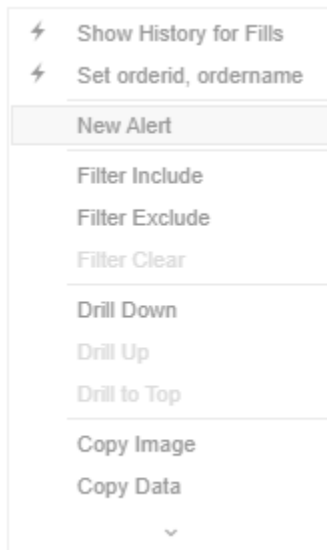 Show History for Fills
Set orderid, ordername
New Alert
Filter Include
Filter Exclude
Filter Clear
Drill Down
Drill Up
Drill to Top
Copy Image
Copy Data